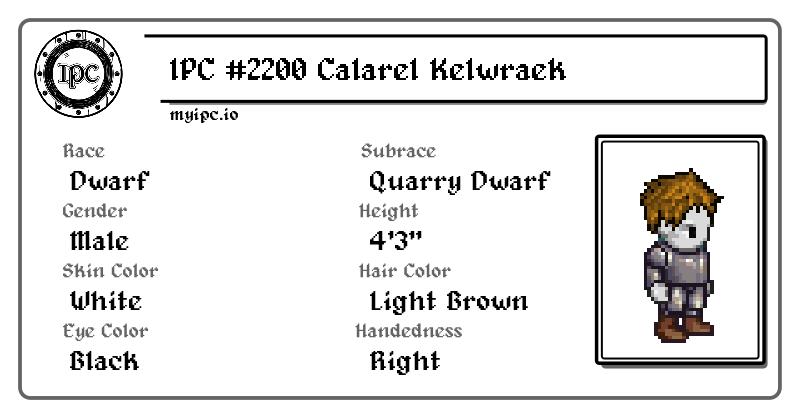 IPC
IPC #2200 Calarel Kelwraek
myipc.io
Race
Dwarf
Subrace
Quarry Dwarf
Gender
Male
Height
4'3"
Skin Color
White
Hair Color
Light Brown
Eye Color
Black
Handedness
Right